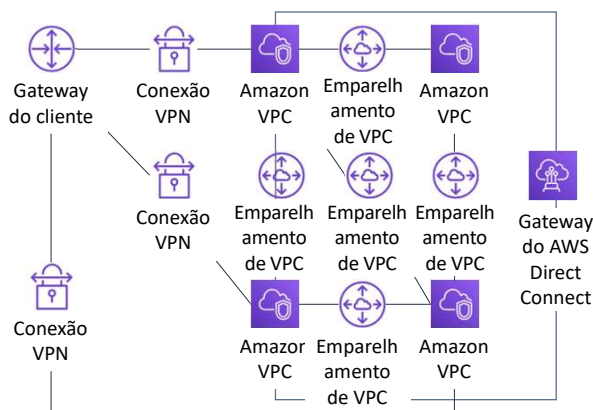 Gateway
do cliente
Conexão
VPN
Amazon
VPC
Emparelh
amento
de VPC
Amazon
VPC
Conexão
VPN
Emparelh
amento
de VPC
Emparelh
amento
de VPC
Emparelh
amento
de VPC
Gateway
do AWS
Direct
Connect
Conexão
VPN
Amazon
VPC
Emparelh
amento
de VPC
Amazon
VPC